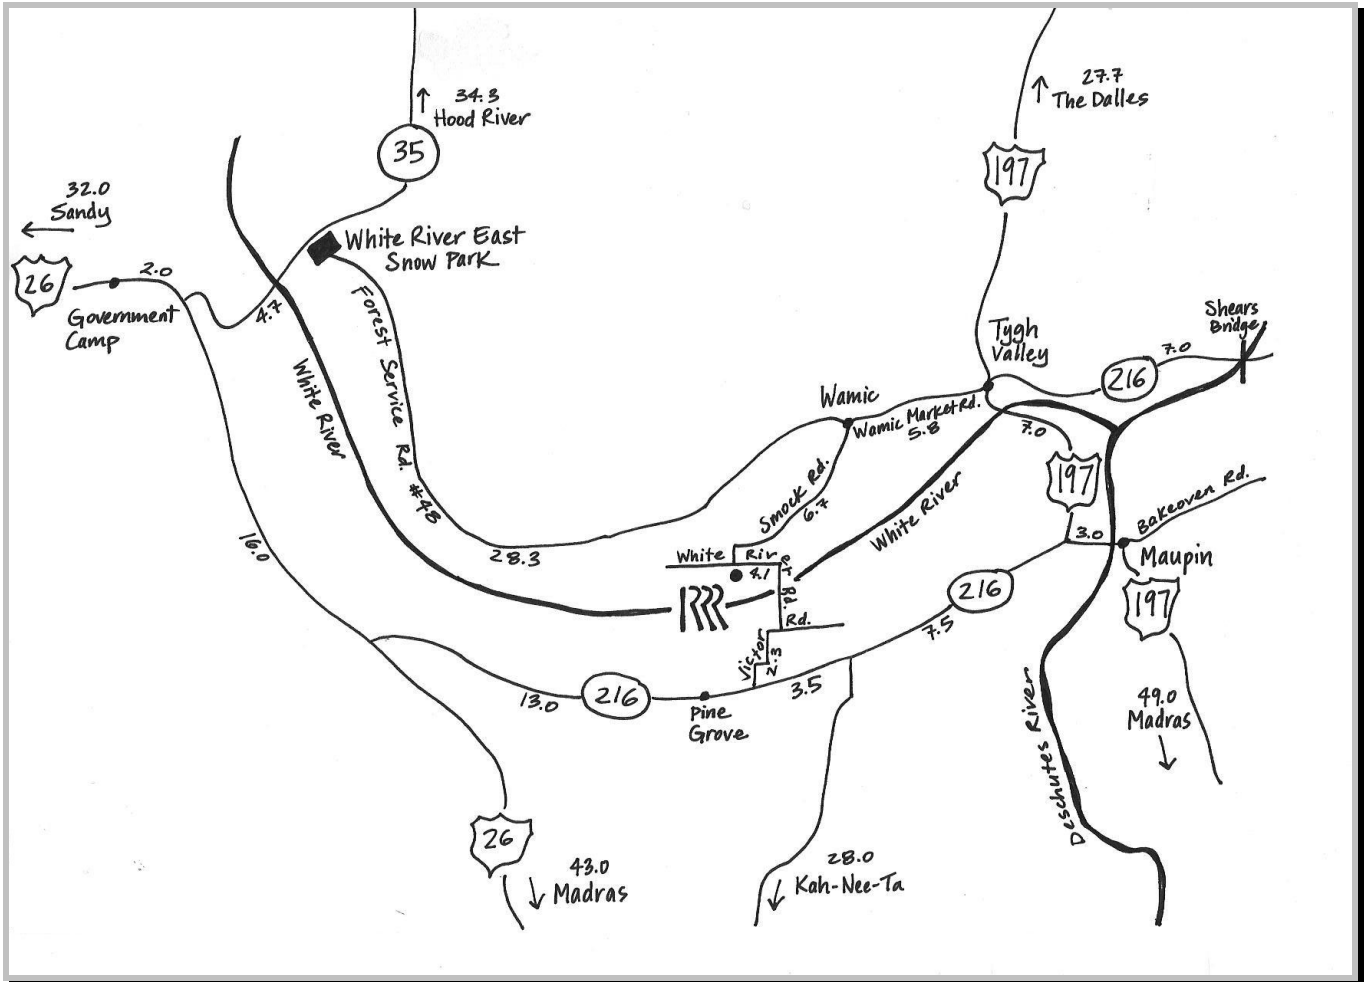 34.3
Hood River
35
27.7
The Dalles
197
32.0
Sandy
26
2.0
Government
Camp
4.7
White River East
Snow Park
Forest Service Rd. #48
White River
28.3
16.0
Shears
Bridge
Tygh
Valley
7.0
216
Wamic
Wamic Market Rd.
5.8
7.0
197
Smock Rd.
6.7
White River
Bakeoven Rd.
3.0
Maupin
197
White River Rd.
4.1
Rd.
Victor
2.3
216
7.5
3.5
13.0
216
Pine
Grove
Deschutes River
49.0
Madras
26
43.0
Madras
28.0
Kah-Nee-Ta